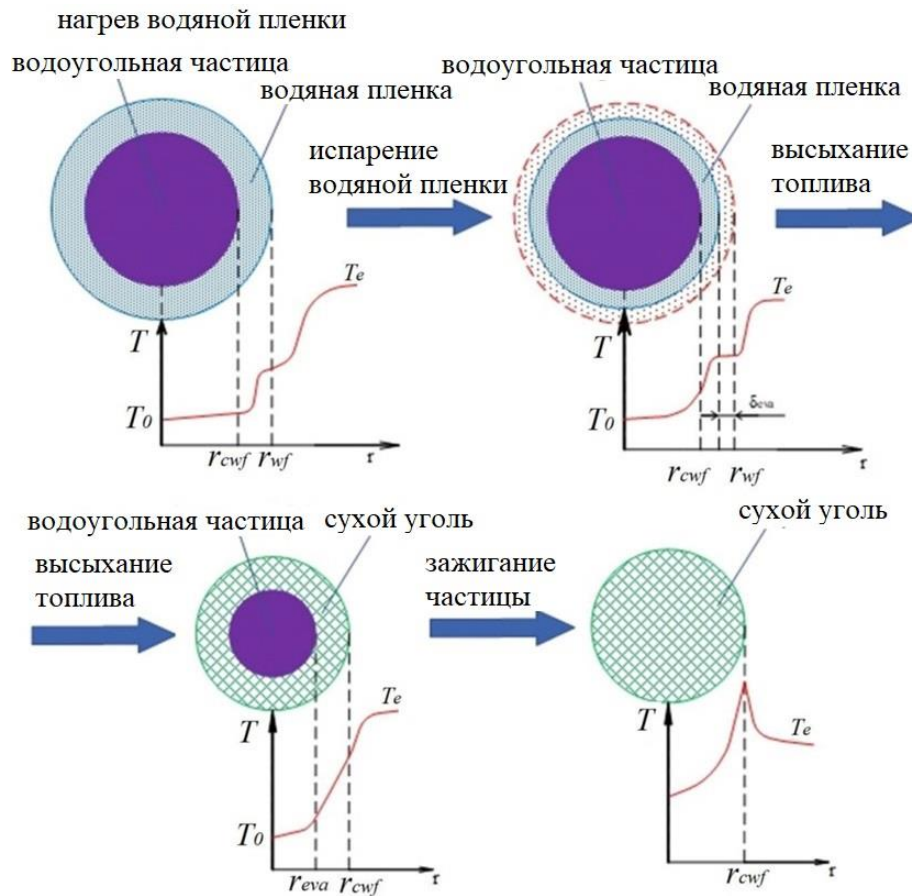 нагрев водяной пленки
водоугольная частица
водяная пленка
испарение
водяной пленки
водоугольная частица
водяная пленка
высыхание
топлива
Te
T
T0
rcwf
rwf
r
Te
T
T0
δeva
rcwf
rwf
r
водоугольная частица
сухой уголь
высыхание
топлива
зажигание
частицы
сухой уголь
Te
T
T0
reva
rcwf
r
T
Te
rcwf
r